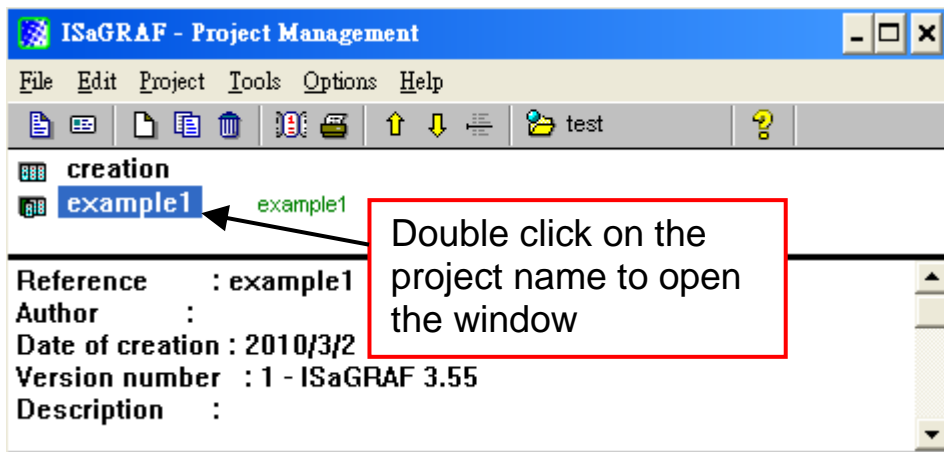 ISaGRAF - Project Management
File Edit Project Tools Options Help
test
creation
example1 example1
Double click on the
project name to open
the window
Reference : example1
Author :
Date of creation : 2010/3/2
Version number : 1 - ISaGRAF 3.55
Description :